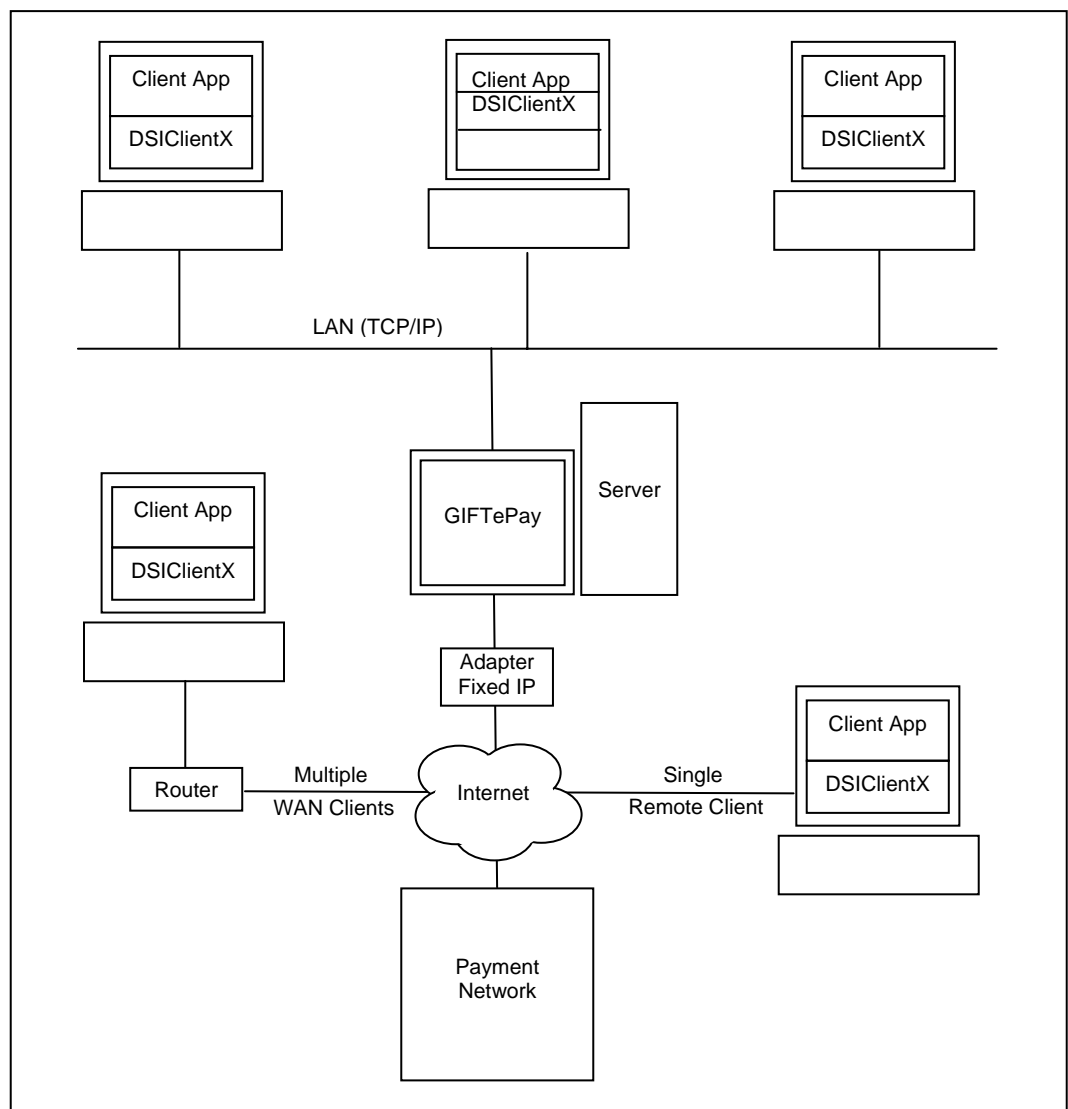 Client App
DSIClientX
Client App
DSIClientX
Client App
DSIClientX
LAN (TCP/IP)
GIFTePay
Server
Client App
DSIClientX
Adapter
Fixed IP
Router
Multiple
WAN Clients
Internet
Single
Remote Client
Client App
DSIClientX
Payment
Network